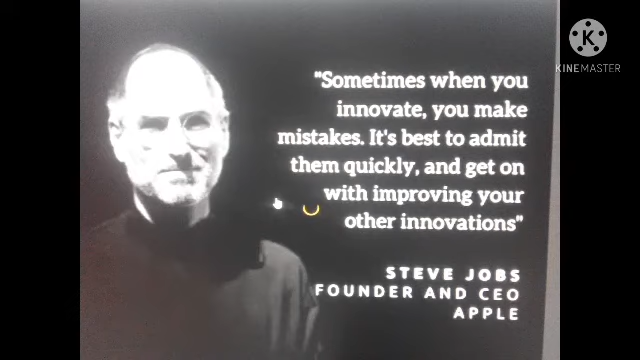 KINEMASTER
"Sometimes when you
innovate, you make
mistakes. It's best to admit
them quickly, and get on
with improving your
other innovations"
STEVE JOBS
FOUNDER AND CEO
APPLE